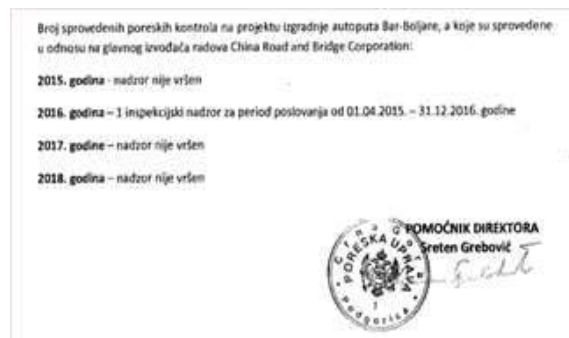 Broj sprovedenih poreskih kontrola na projektu izgradnje autoputa Bar-Boljare, a koje su sprovedene
u odnosu na glavnog izvođača radova China Road and Bridge Corporation:
2015. godina - nadzor nije vršen
2016. godina – 1 inspekcijski nadzor za period poslovanja od 01.04.2015. – 31.12.2016. godine
2017. godine – nadzor nije vršen
2018. godina – nadzor nije vršen
POMOĆNIK DIREKTORA
Sreten Grebović
Crna Gora
PORESKA UPRAVA
Podgorica